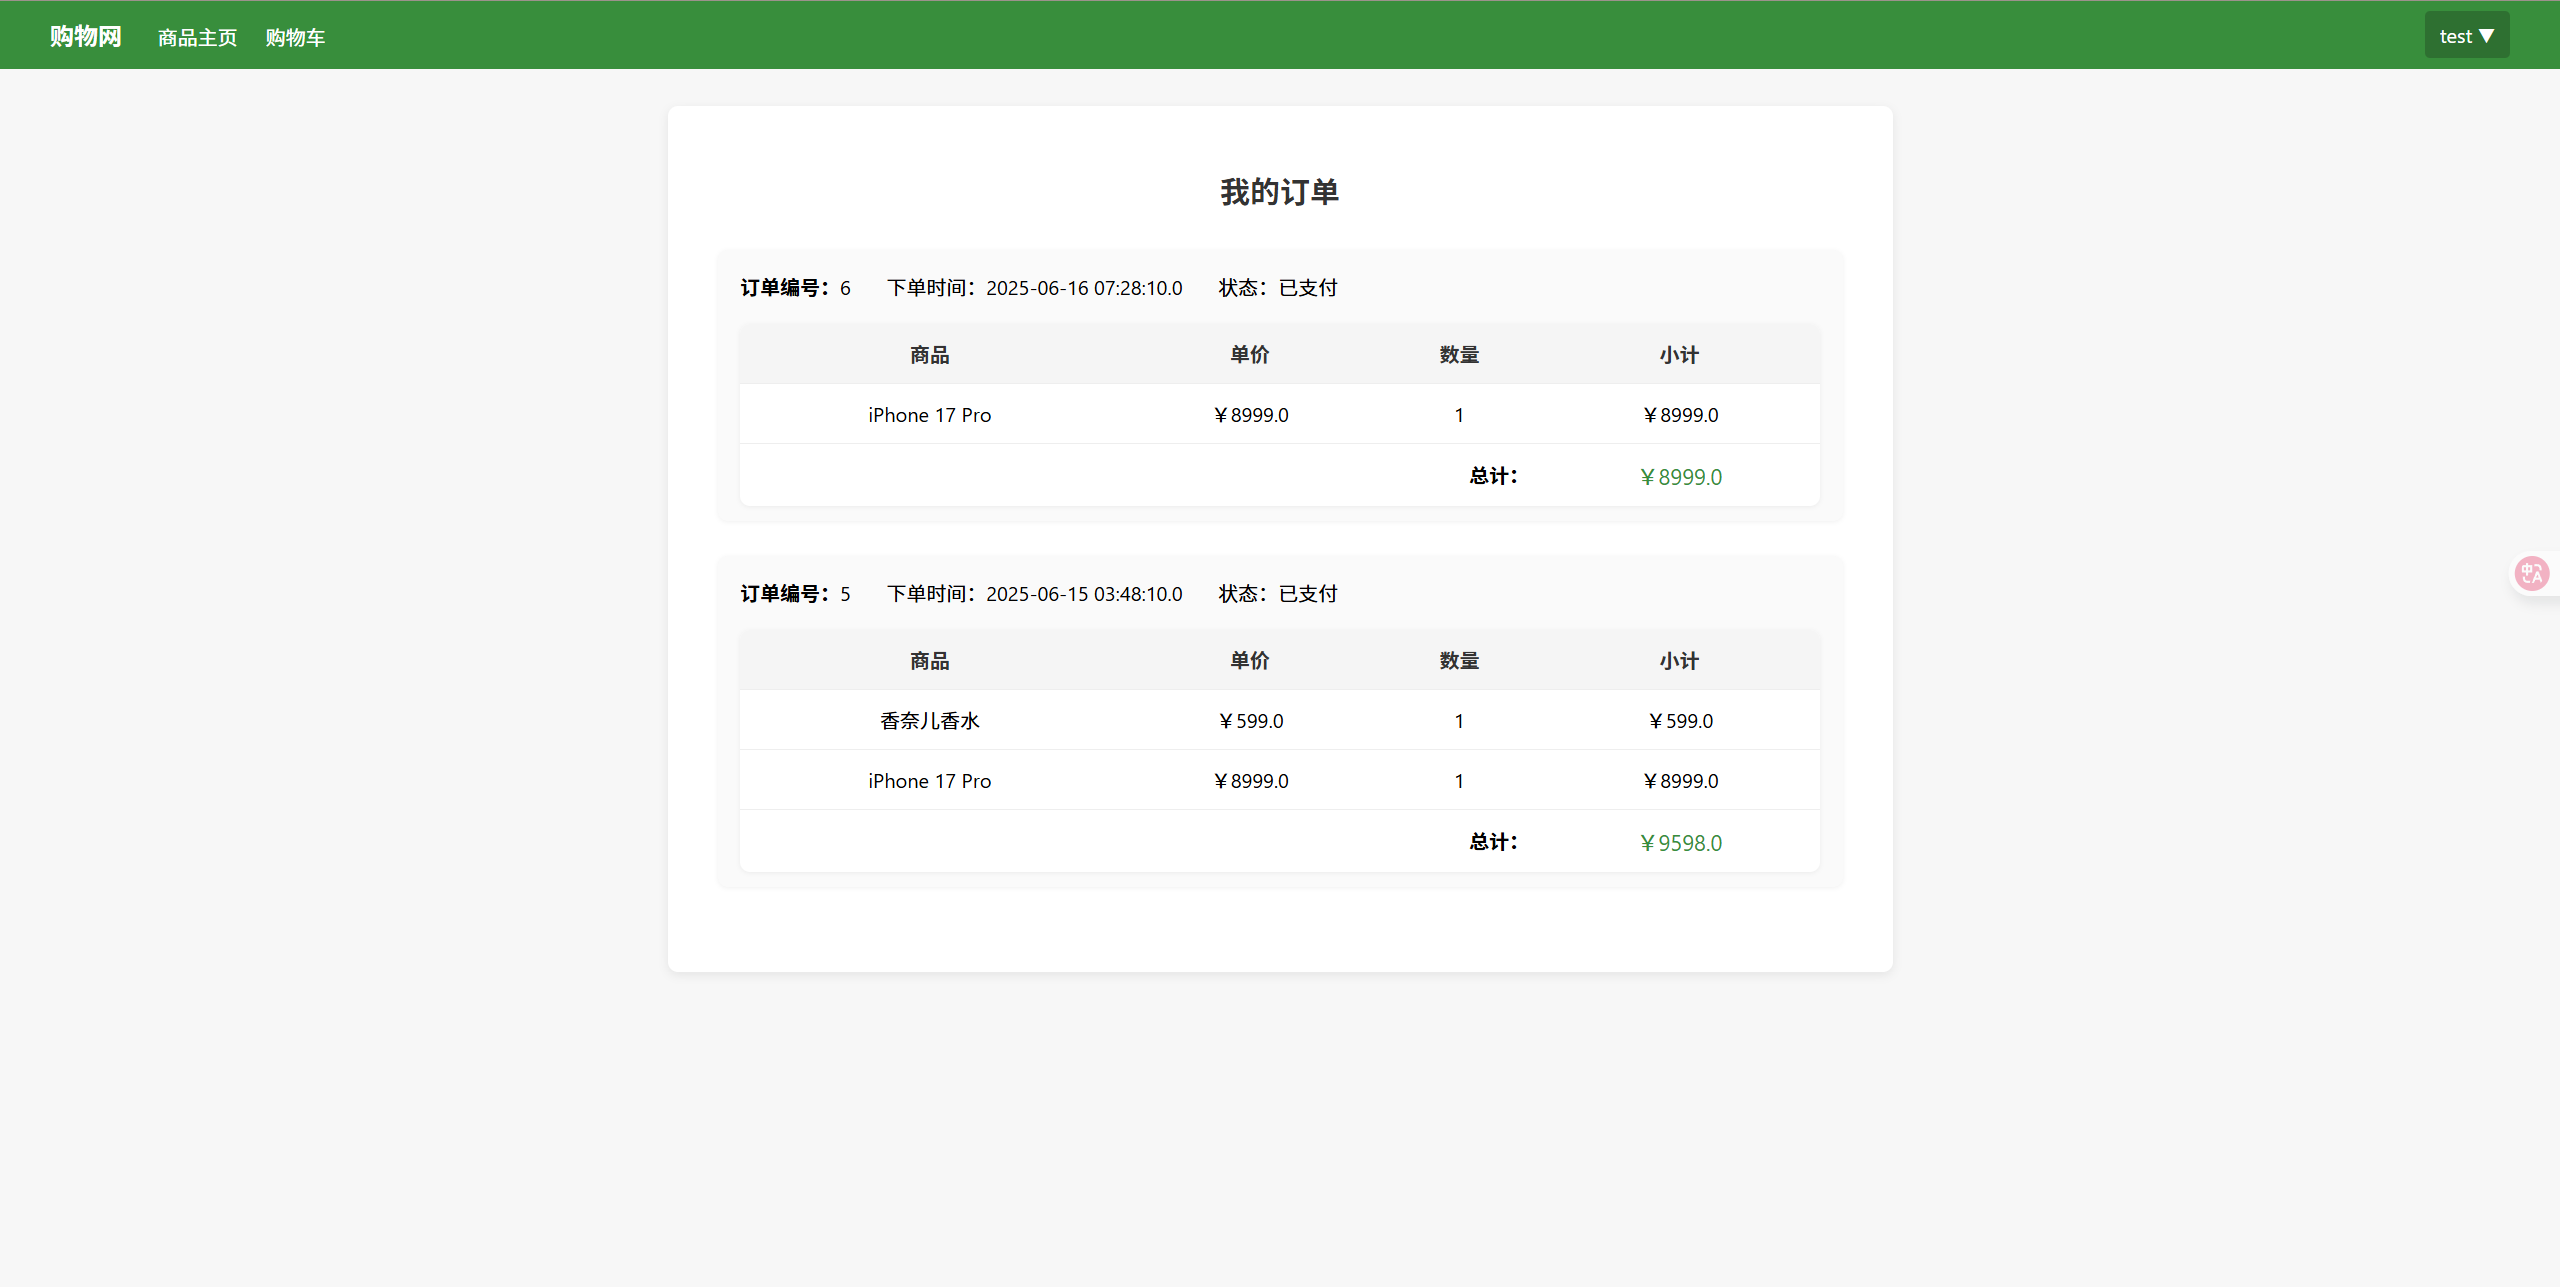 购物网 商品主页 购物车 test ▼
我的订单
订单编号：6 下单时间：2025-06-16 07:28:10.0 状态：已支付
商品 单价 数量 小计
iPhone 17 Pro ￥8999.0 1 ￥8999.0
总计： ￥8999.0
订单编号：5 下单时间：2025-06-15 03:48:10.0 状态：已支付
商品 单价 数量 小计
香奈儿香水 ￥599.0 1 ￥599.0
iPhone 17 Pro ￥8999.0 1 ￥8999.0
总计： ￥9598.0
中A